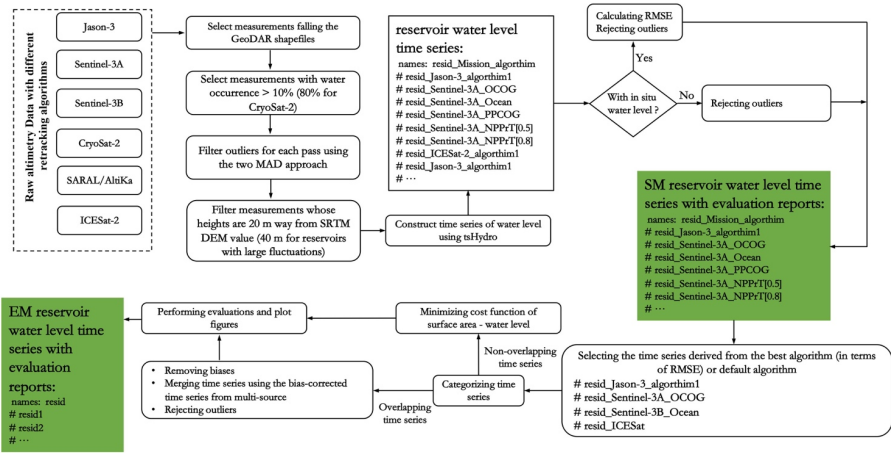 Raw altimetry Data with different
retracking algorithms
Jason-3
Sentinel-3A
Sentinel-3B
CryoSat-2
SARAL/AltiKa
ICESat-2
Select measurements falling the
GeoDAR shapefiles
Select measurements with water
occurrence > 10% (80% for
CryoSat-2)
Filter outliers for each pass using
the two MAD approach
Filter measurements whose
heights are 20 m way from SRTM
DEM value (40 m for reservoirs
with large fluctuations)
Construct time series of water level
using tsHydro
reservoir water level
time series:
names: resid_Mission_algorthim
# resid_Jason-3_algorthim1
# resid_Sentinel-3A_OCOG
# resid_Sentinel-3A_Ocean
# resid_Sentinel-3A_PPCOG
# resid_Sentinel-3A_NPPrT[0.5]
# resid_Sentinel-3A_NPPrT[0.8]
# resid_ICESat-2_algorthim1
# resid_Jason-3_algorthim1
# ⋯
With in situ
water level ?
Yes
Calculating RMSE
Rejecting outliers
No
Rejecting outliers
SM reservoir water level time
series with evaluation reports:
names: resid_Mission_algorthim
# resid_Jason-3_algorthim1
# resid_Sentinel-3A_OCOG
# resid_Sentinel-3A_Ocean
# resid_Sentinel-3A_PPCOG
# resid_Sentinel-3A_NPPrT[0.5]
# resid_Sentinel-3A_NPPrT[0.8]
# ⋯
Selecting the time series derived from the best algorithm (in terms
of RMSE) or default algorithm
# resid_Jason-3_algorthim1
# resid_Sentinel-3A_OCOG
# resid_Sentinel-3B_Ocean
# resid_ICESat
Categorizing time
series
Non-overlapping
time series
Minimizing cost function of
surface area - water level
Overlapping
time series
• Removing biases
• Merging time series using the bias-corrected
time series from multi-source
• Rejecting outliers
Performing evaluations and plot
figures
EM reservoir
water level time
series with
evaluation
reports:
names: resid
# resid1
# resid2
# ⋯